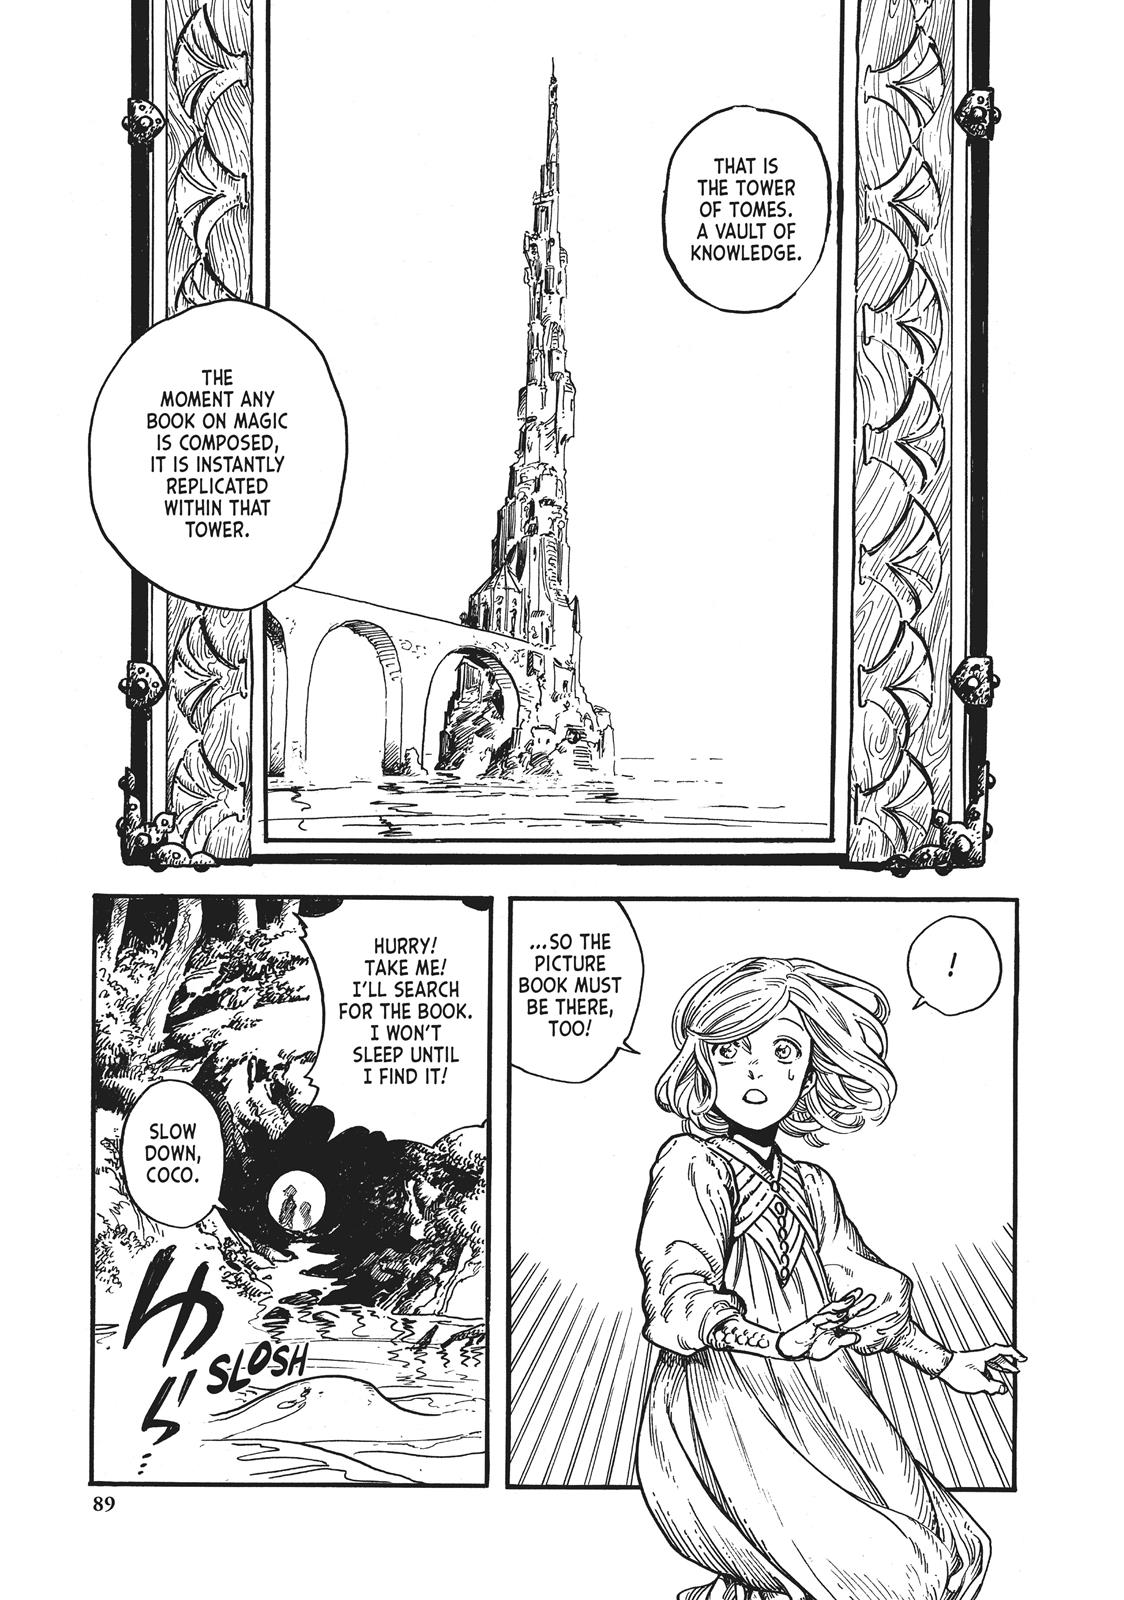 THAT IS
THE TOWER
OF TOMES.
A VAULT OF
KNOWLEDGE.
THE
MOMENT ANY
BOOK ON MAGIC
IS COMPOSED,
IT IS INSTANTLY
REPLICATED
WITHIN THAT
TOWER.
!
...SO THE
PICTURE
BOOK MUST
BE THERE,
TOO!
HURRY!
TAKE ME!
I'LL SEARCH
FOR THE BOOK.
I WON'T
SLEEP UNTIL
I FIND IT!
SLOW
DOWN,
COCO.
SLOSH
89